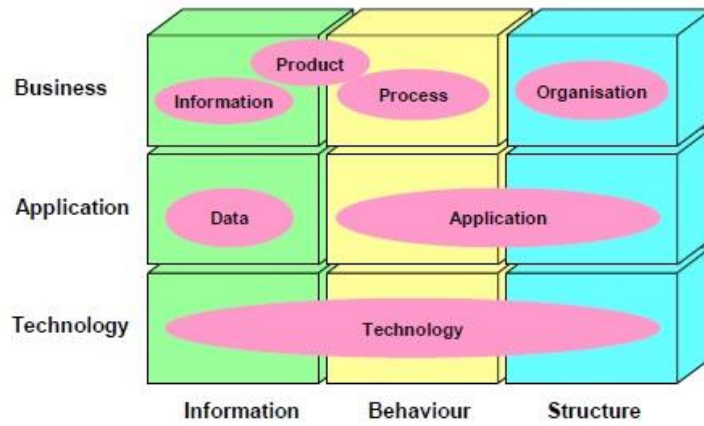 Product
Business
Information
Process
Organisation
Application
Data
Application
Technology
Technology
Information
Behaviour
Structure